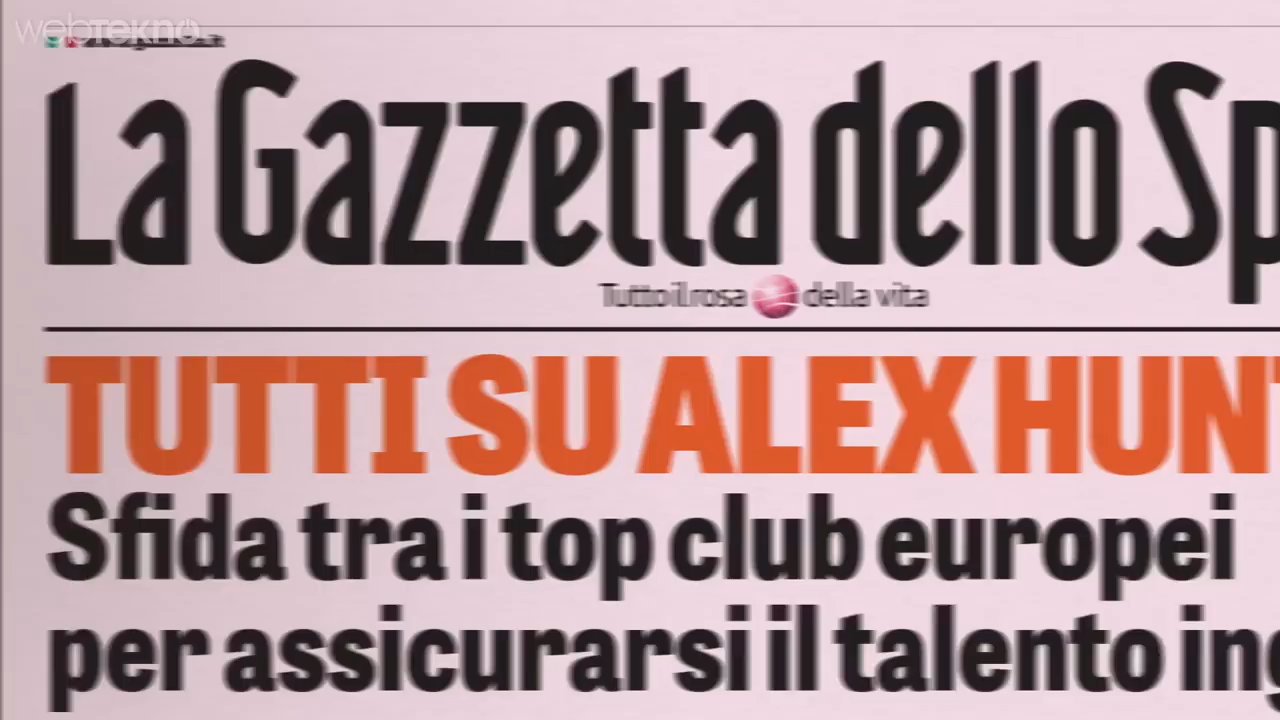 webTEKNO
La Gazzetta dello Sp
Tutto il rosa della vita
TUTTI SU ALEX HUNT
Sfida tra i top club europei
per assicurarsi il talento ing